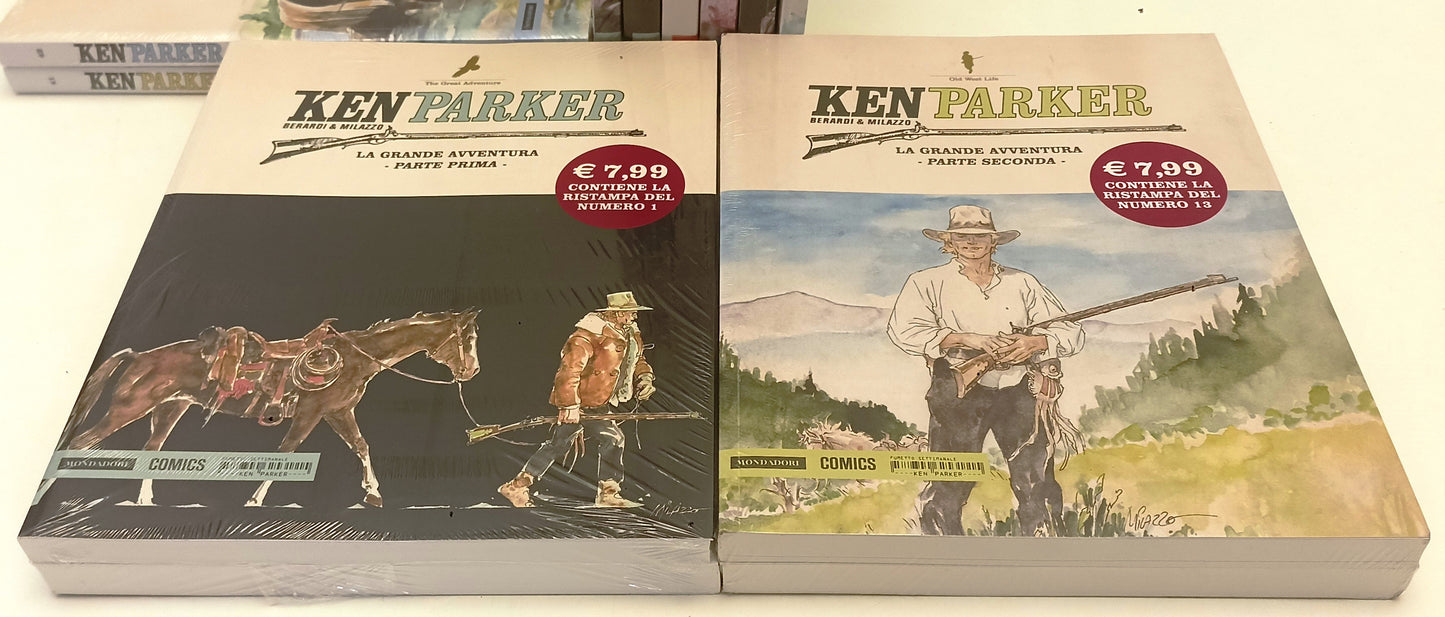 KEN PARKER
KEN PARKER
The Great Adventure
KEN PARKER
BERARDI & MILAZZO
LA GRANDE AVVENTURA
- PARTE PRIMA -
€ 7,99
CONTIENE LA
RISTAMPA DEL
NUMERO 1
MONDADORI COMICS
FUMETTO SETTIMANALE
KEN PARKER
MILAZZO
Old West Life
KEN PARKER
BERARDI & MILAZZO
LA GRANDE AVVENTURA
- PARTE SECONDA -
€ 7,99
CONTIENE LA
RISTAMPA DEL
NUMERO 13
MONDADORI COMICS
FUMETTO SETTIMANALE
KEN PARKER
MILAZZO